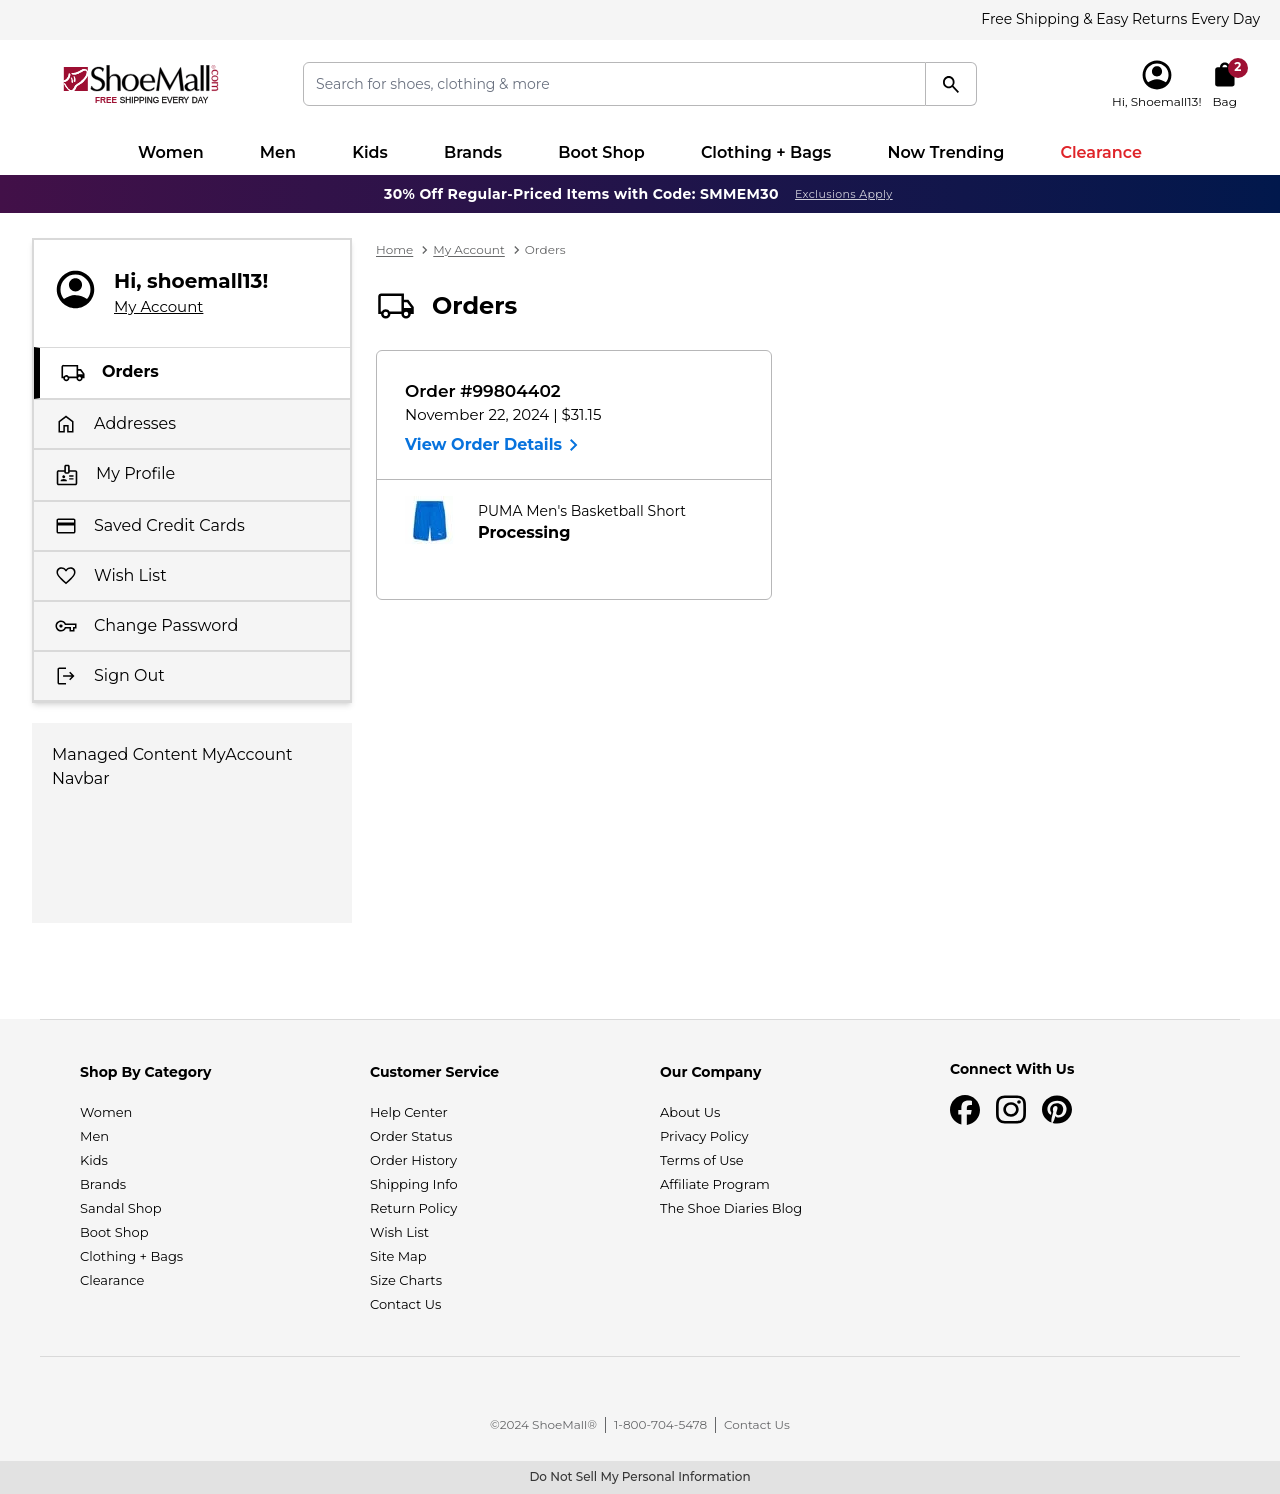 Free Shipping & Easy Returns Every Day
ShoeMall.com
FREE SHIPPING EVERY DAY
Search for shoes, clothing & more
2
Hi, Shoemall13!
Bag
Women
Men
Kids
Brands
Boot Shop
Clothing + Bags
Now Trending
Clearance
30% Off Regular-Priced Items with Code: SMMEM30
Exclusions Apply
Hi, shoemall13!
My Account
Orders
Addresses
My Profile
Saved Credit Cards
Wish List
Change Password
Sign Out
Managed Content MyAccount
Navbar
Home
My Account
Orders
Orders
Order #99804402
November 22, 2024 | $31.15
View Order Details
PUMA Men's Basketball Short
Processing
Shop By Category
Women
Men
Kids
Brands
Sandal Shop
Boot Shop
Clothing + Bags
Clearance
Customer Service
Help Center
Order Status
Order History
Shipping Info
Return Policy
Wish List
Site Map
Size Charts
Contact Us
Our Company
About Us
Privacy Policy
Terms of Use
Affiliate Program
The Shoe Diaries Blog
Connect With Us
©2024 ShoeMall®
1-800-704-5478
Contact Us
Do Not Sell My Personal Information